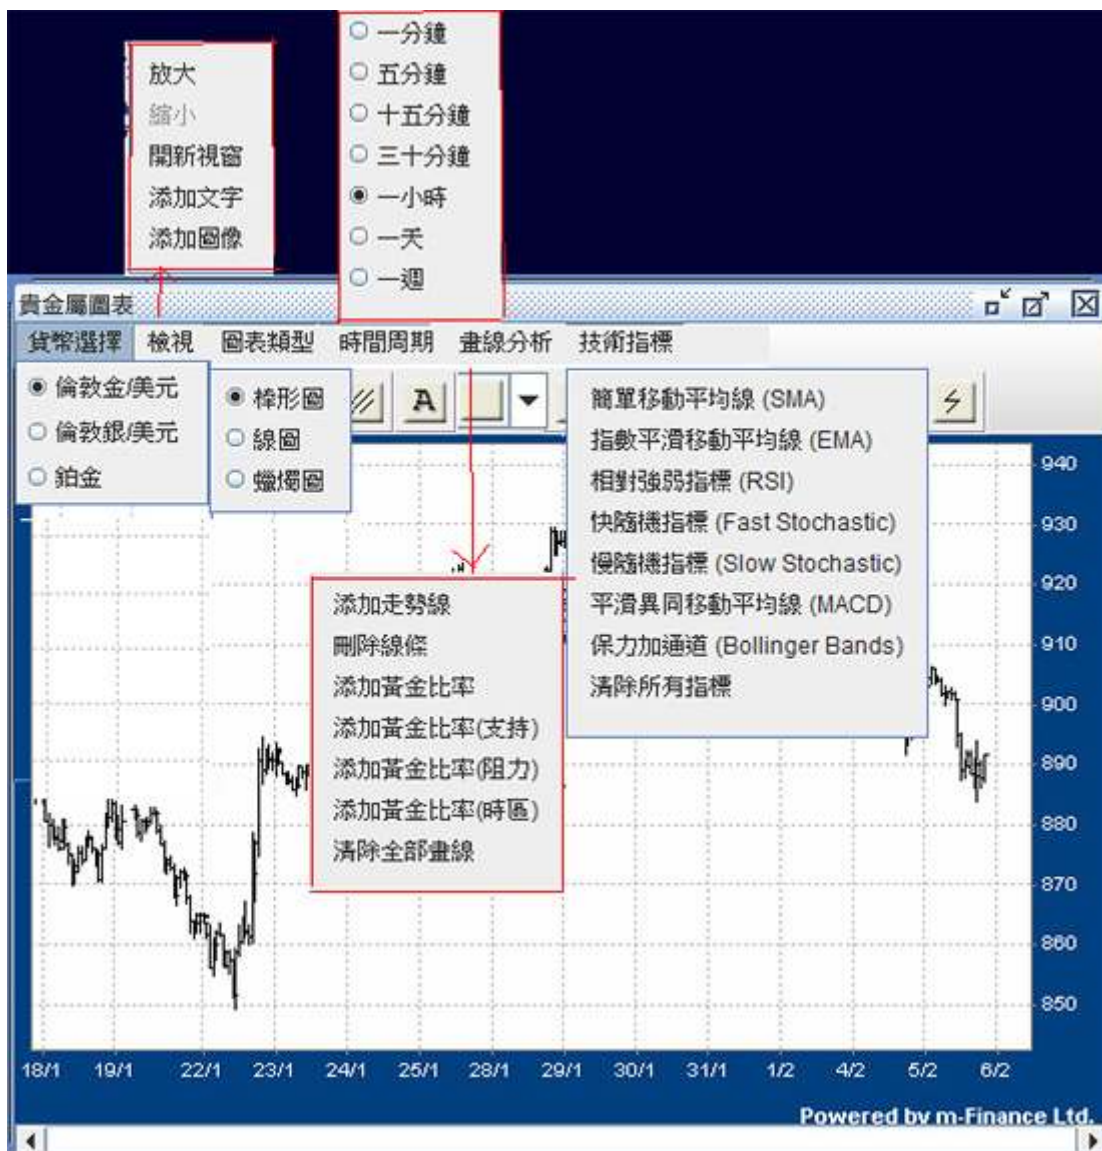 放大
縮小
開新視窗
添加文字
添加圖像
一分鐘
五分鐘
十五分鐘
三十分鐘
一小時
一天
一週
貴金屬圖表
貨幣選擇 檢視 圖表類型 時間周期 畫線分析 技術指標
倫敦金/美元
倫敦銀/美元
鉑金
棒形圖
線圖
蠟燭圖
A
簡單移動平均線 (SMA)
指數平滑移動平均線 (EMA)
相對強弱指標 (RSI)
快隨機指標 (Fast Stochastic)
慢隨機指標 (Slow Stochastic)
平滑異同移動平均線 (MACD)
保力加通道 (Bollinger Bands)
清除所有指標
添加走勢線
刪除線條
添加黃金比率
添加黃金比率(支持)
添加黃金比率(阻力)
添加黃金比率(時區)
清除全部畫線
940
930
920
910
900
890
880
870
860
850
18/1 19/1 22/1 23/1 24/1 25/1 28/1 29/1 30/1 31/1 1/2 4/2 5/2 6/2
Powered by m-Finance Ltd.